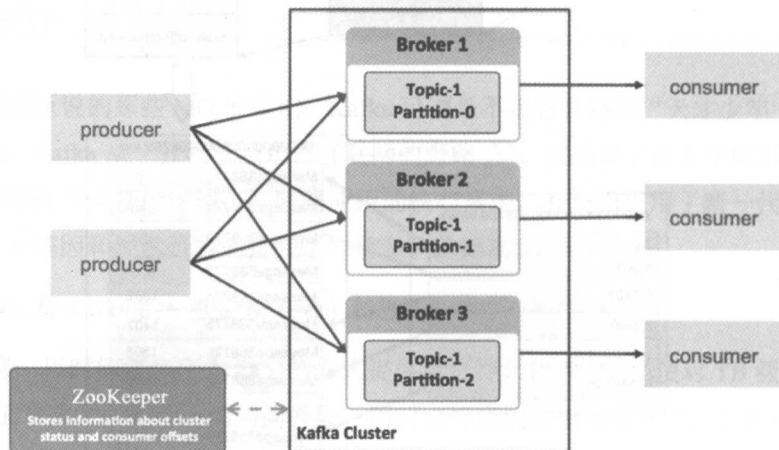 Broker 1
Topic-1
Partition-0
consumer
producer
Broker 2
Topic-1
Partition-1
consumer
producer
Broker 3
Topic-1
Partition-2
consumer
ZooKeeper
Stores information about cluster
status and consumer offsets
Kafka Cluster